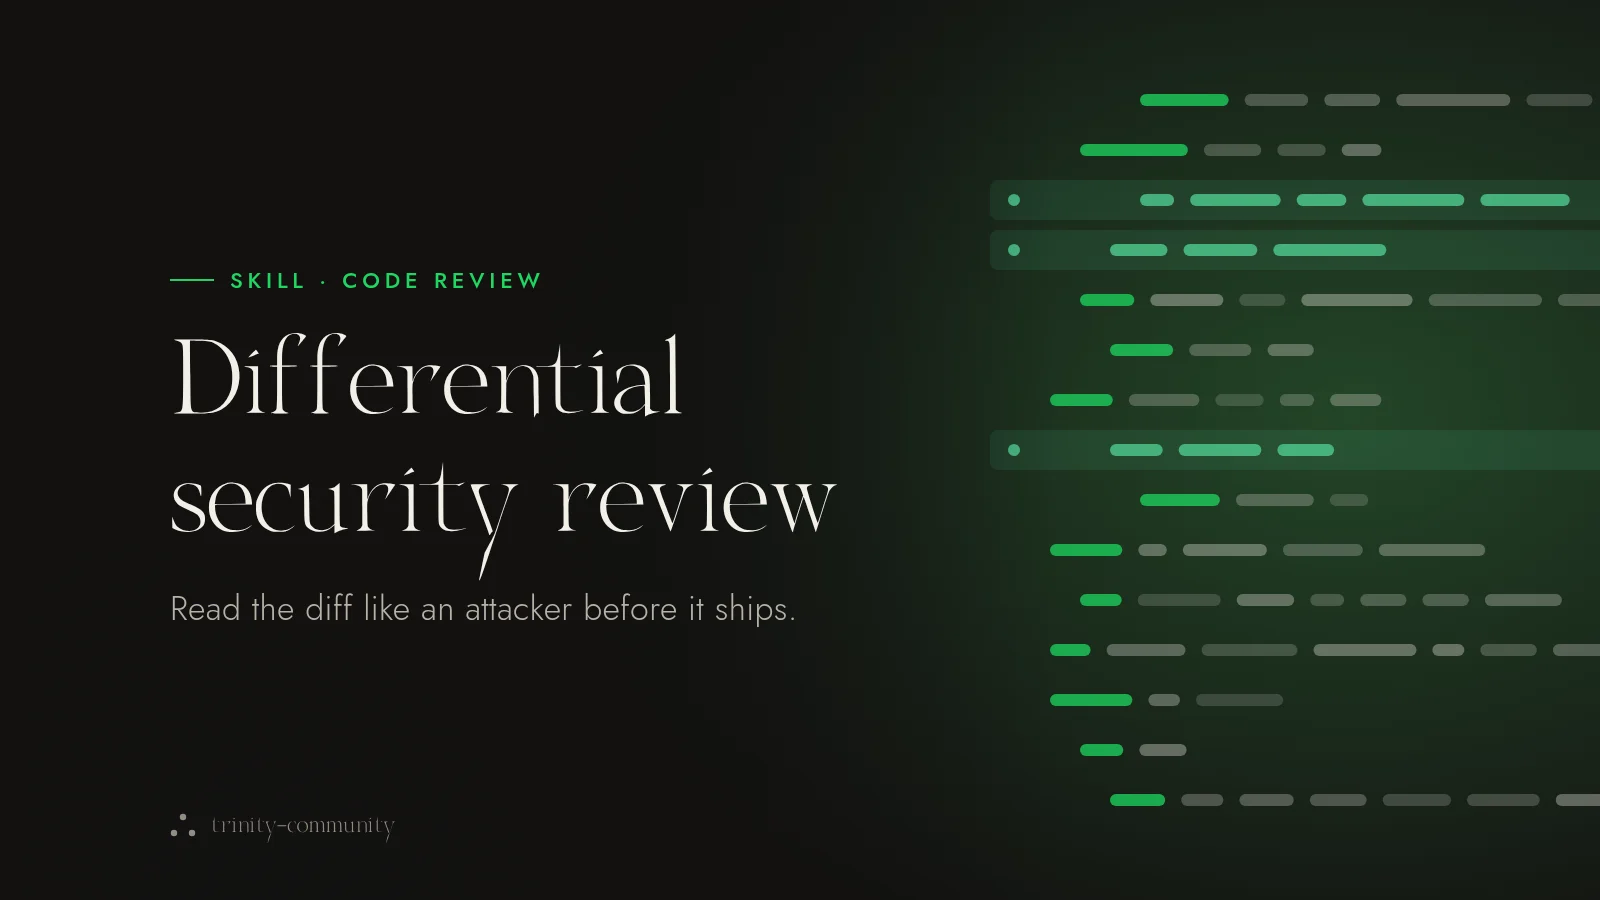 SKILL · CODE REVIEW
Differential
security review
Read the diff like an attacker before it ships.
trinity-community